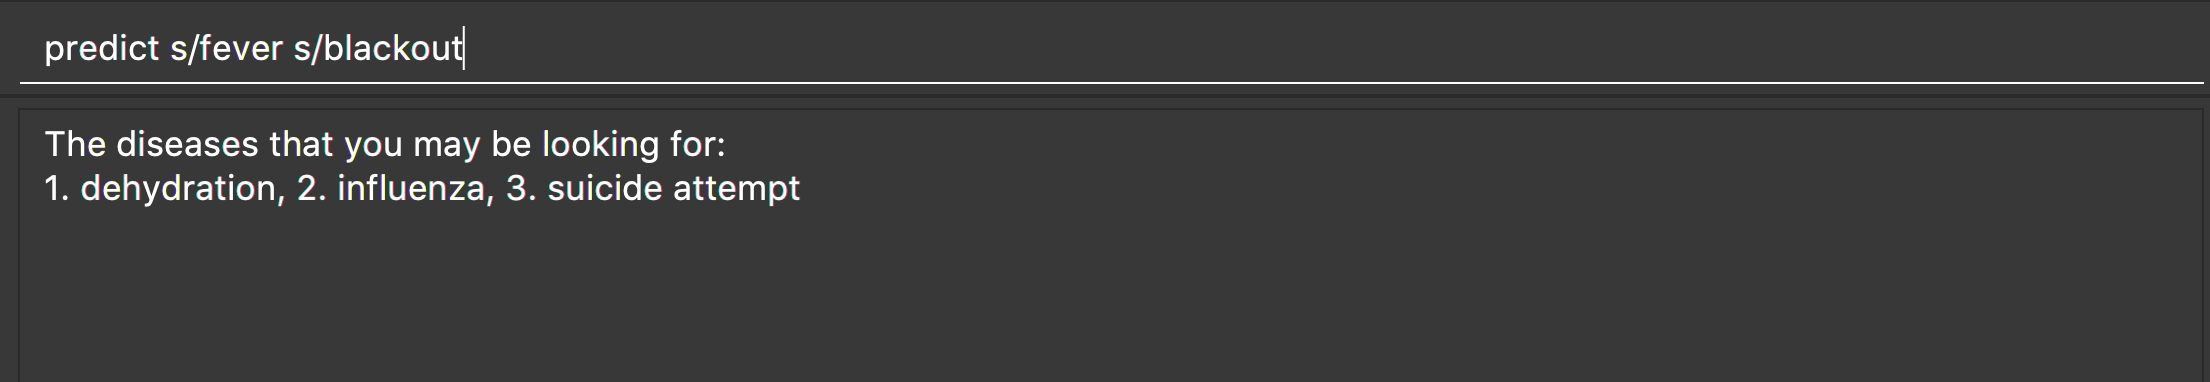 predict s/fever s/blackout
The diseases that you may be looking for:
1. dehydration, 2. influenza, 3. suicide attempt